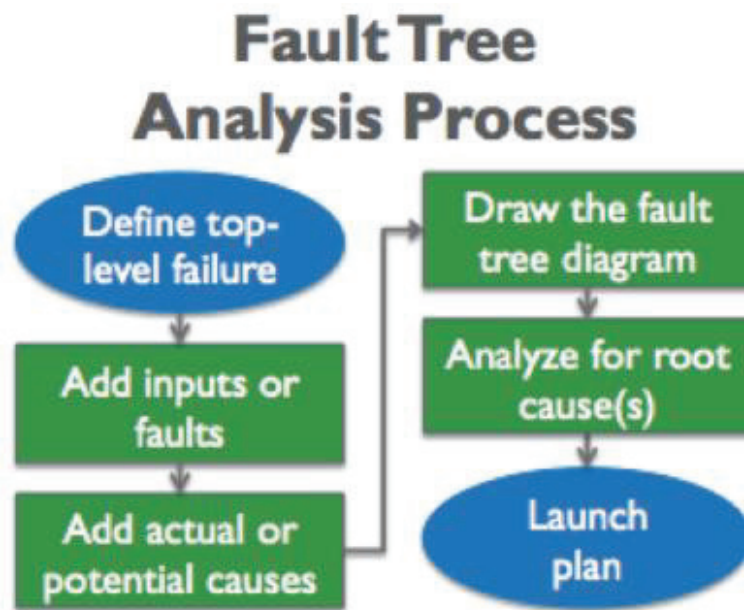 Fault Tree
Analysis Process
Define top-
level failure
Add inputs or
faults
Add actual or
potential causes
Draw the fault
tree diagram
Analyze for root
cause(s)
Launch
plan